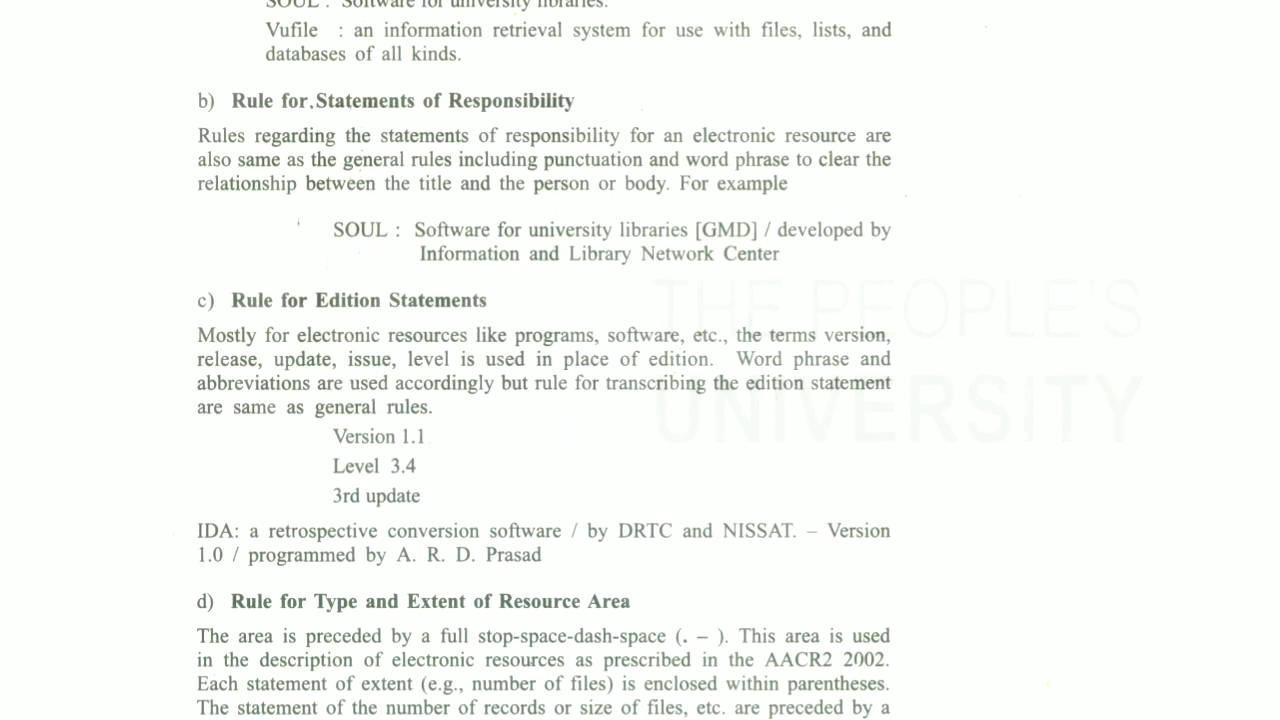 SOUL : Software for university libraries.
Vufile : an information retrieval system for use with files, lists, and
databases of all kinds.
b) Rule for Statements of Responsibility
Rules regarding the statements of responsibility for an electronic resource are
also same as the general rules including punctuation and word phrase to clear the
relationship between the title and the person or body. For example
SOUL : Software for university libraries [GMD] / developed by
Information and Library Network Center
c) Rule for Edition Statements
THE PEOPLE'S
Mostly for electronic resources like programs, software, etc., the terms version,
release, update, issue, level is used in place of edition. Word phrase and
abbreviations are used accordingly but rule for transcribing the edition statement
are same as general rules.
UNIVERSITY
Version 1.1
Level 3.4
3rd update
IDA: a retrospective conversion software / by DRTC and NISSAT. – Version
1.0 / programmed by A. R. D. Prasad
d) Rule for Type and Extent of Resource Area
The area is preceded by a full stop-space-dash-space (. – ). This area is used
in the description of electronic resources as prescribed in the AACR2 2002.
Each statement of extent (e.g., number of files) is enclosed within parentheses.
The statement of the number of records or size of files, etc. are preceded by a